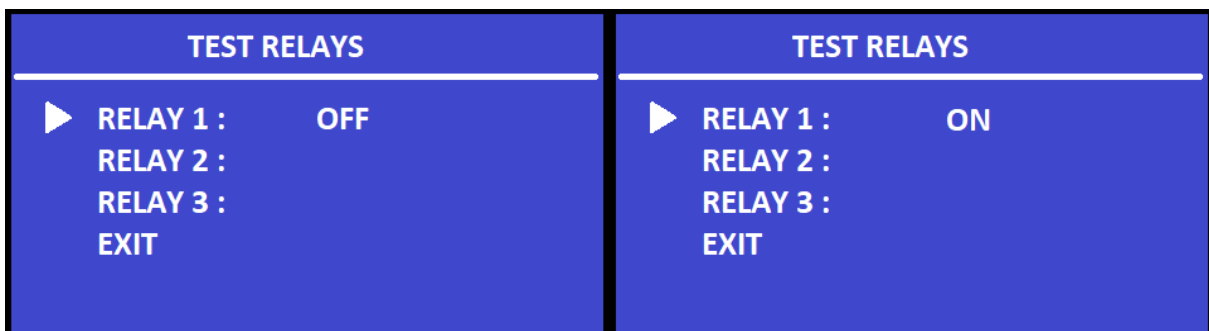 TEST RELAYS
RELAY 1 : OFF
RELAY 2 :
RELAY 3 :
EXIT
TEST RELAYS
RELAY 1 : ON
RELAY 2 :
RELAY 3 :
EXIT